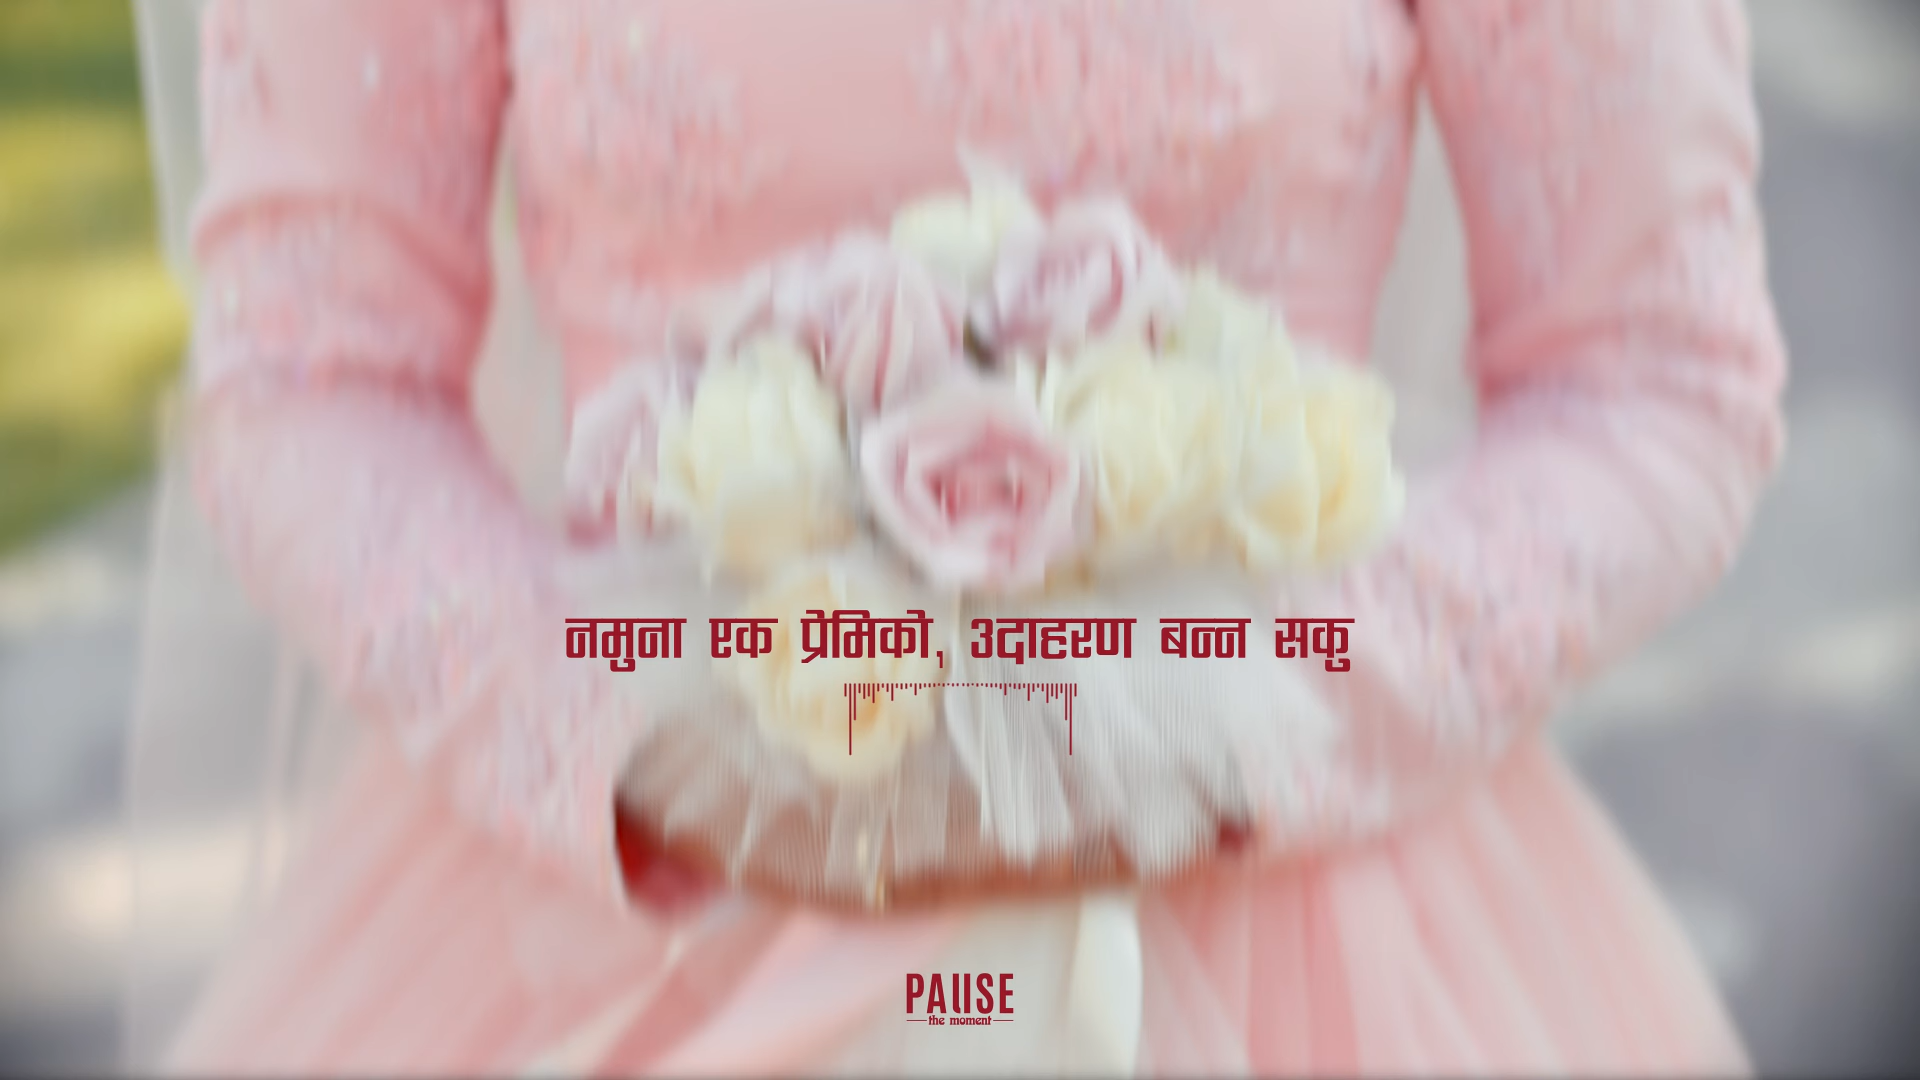 नमुना एक प्रेमिको, उदाहरण बन्न सकु
PAUSE
the moment